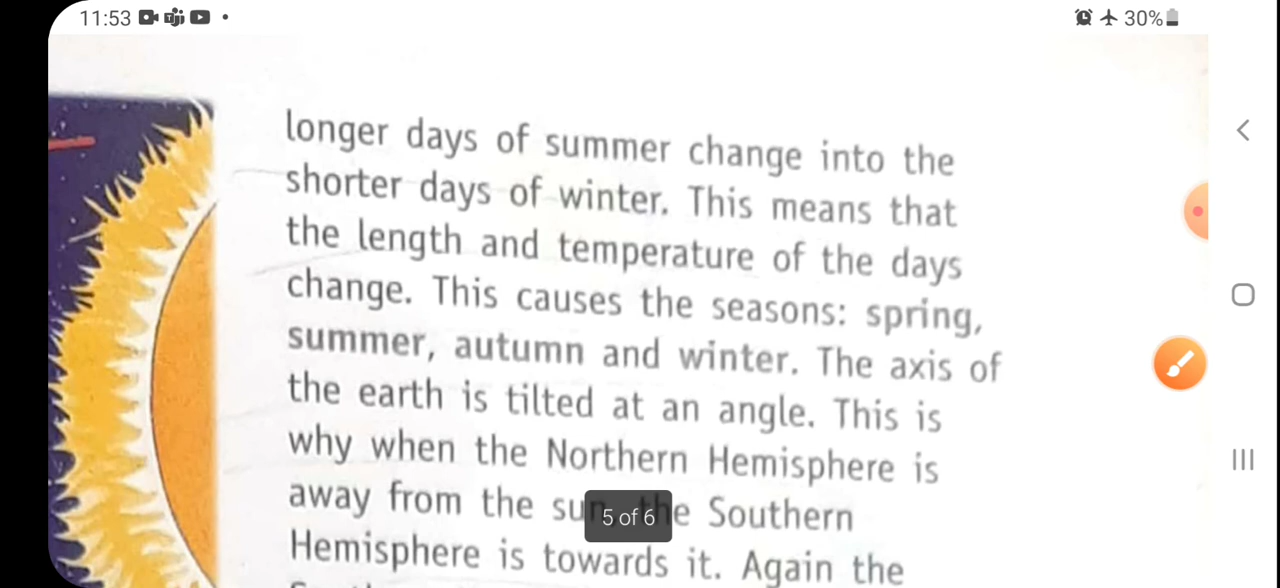 11:53
30%
longer days of summer change into the
shorter days of winter. This means that
the length and temperature of the days
change. This causes the seasons: spring,
summer, autumn and winter. The axis of
the earth is tilted at an angle. This is
why when the Northern Hemisphere is
away from the sun, the Southern
5 of 6
Hemisphere is towards it. Again the